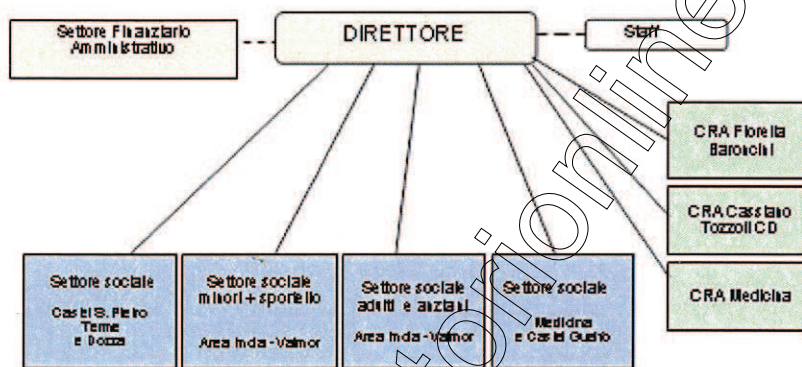 Settore Finanziario
Amministrativo
DIRETTORE
Staff
CRA Fiorella
Baroncini
CRA Cassiano
Tozzoli CD
CRA Medicina
Settore sociale
Castel S. Pietro
Terme
e Dozza
Settore sociale
minori + sportello
Area Imola - Valmor
Settore sociale
adulti e anziani
Area Imola - Valmor
Settore sociale
Medicina
e Castel Guelfo
torionline